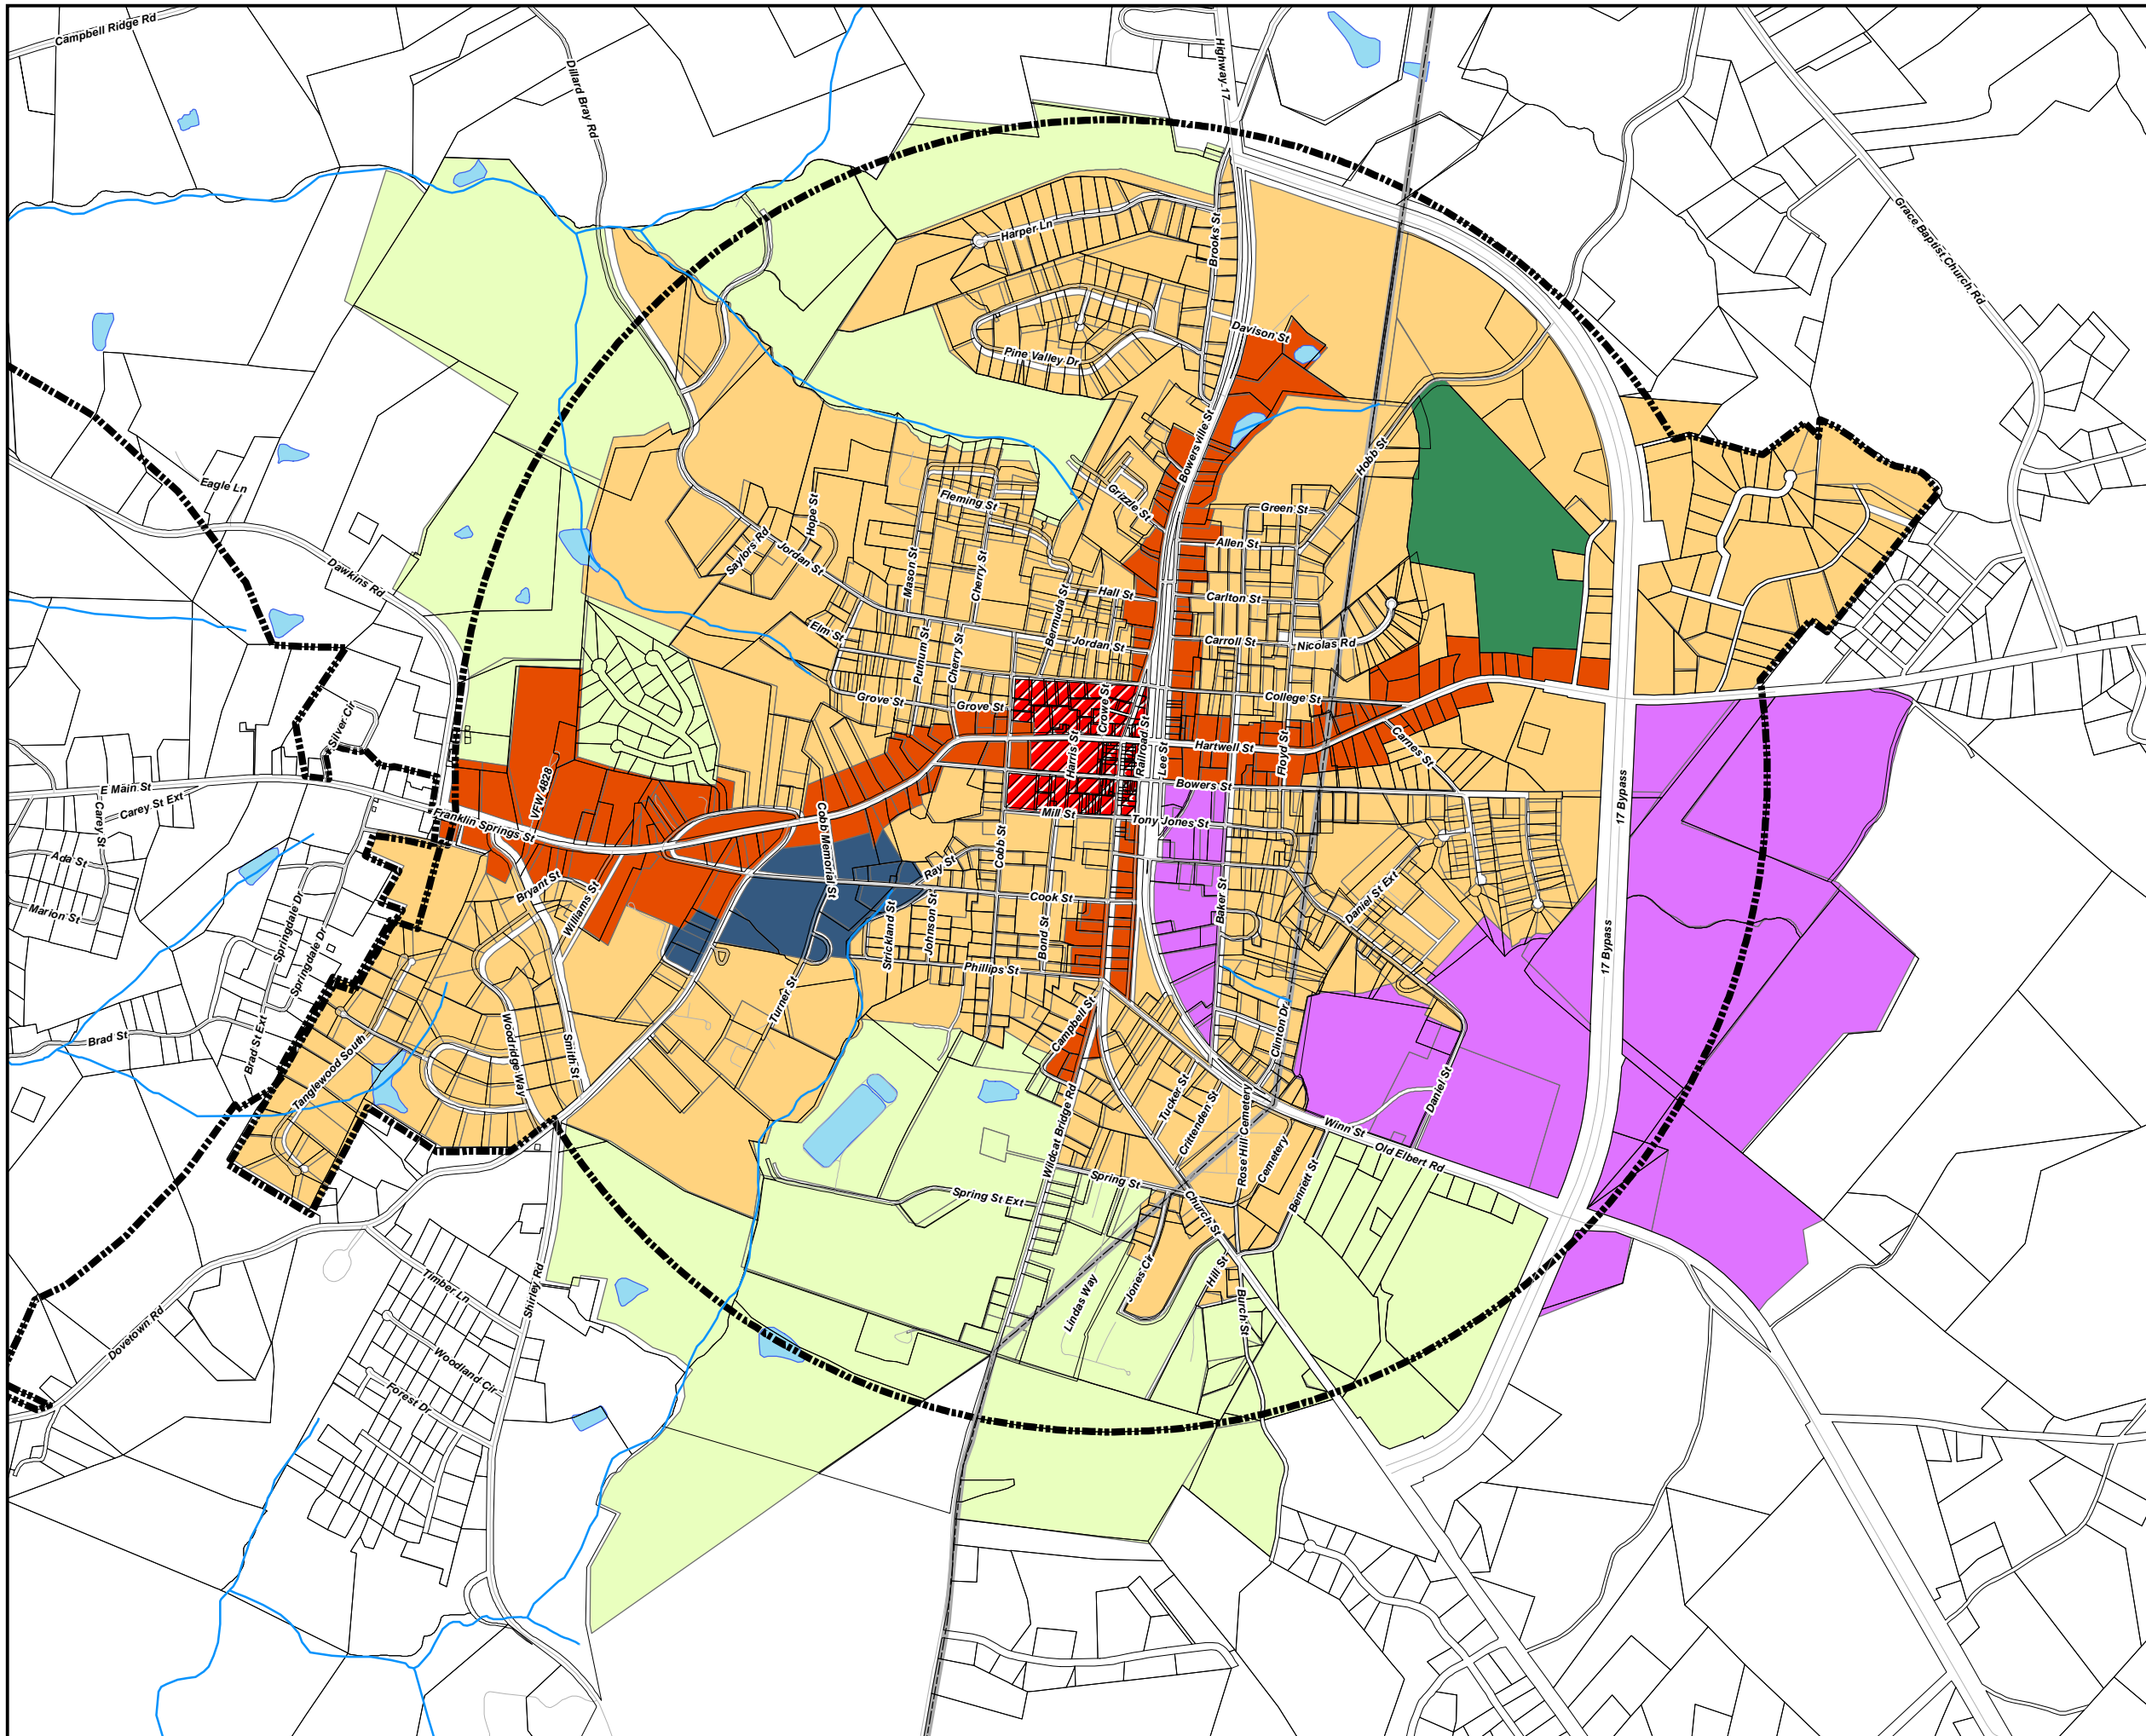 Campbell Ridge Rd
Dillard Bray Rd
Highway 17
Grace Baptist Church Rd
Harper Ln
Brooks St
Davison St
Pine Valley Dr
Bowersville St
Hobb St
Eagle Ln
Hope St
Fleming St
Grizzle St
Green St
Saylors Rd
Jordan St
Allen St
Mason St
Cherry St
Dawkins Rd
Bermuda St
Hall St
Carlton St
Elm St
Putnum St
Cherry St
Jordan St
Carroll St
Nicolas Rd
Silver Cir
Grove St
Grove St
Crowe St
College St
Railroad St
Harris St
Lee St
Hartwell St
Floyd St
Carnes St
E Main St
Carey St
Carey St Ext
VFW 4828
Bowers St
17 Bypass
Franklin Springs St
Cobb Memorial St
Mill St
Tony Jones St
Ada St
Cobb St
Ray St
Bryant St
Williams St
Marion St
Cook St
Baker St
Daniel St Ext
Springdale Dr
Springdale Dr
Strickland St
Johnson St
Bond St
17 Bypass
Phillips St
Turner St
Campbell St
Clinton Dr
Brad St
Brad St Ext
Tanglewood South
Woodridge Way
Smith St
Tucker St
Crittenden St
Rose Hill Cemetery
Cemetery
Daniel St
Winn St
Old Elbert Rd
Wildcat Bridge Rd
Spring St
Spring St Ext
Bennett St
Church St
Hill St
Jones Cir
Lindas Way
Burch St
Timber Ln
Shirley Rd
Dovetown Rd
Woodland Cir
Forest Dr